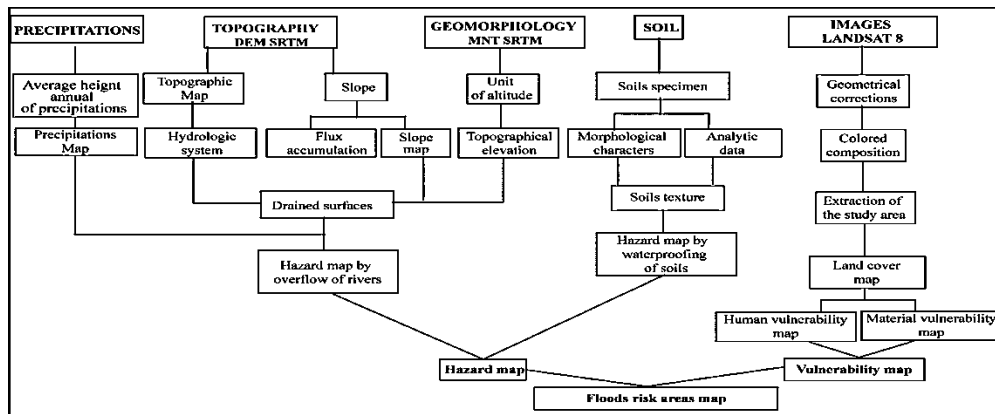 PRECIPITATIONS
TOPOGRAPHY
DEM SRTM
GEOMORPHOLOGY
MNT SRTM
SOIL
IMAGES
LANDSAT 8
Average heignt
annual
of precipitations
Topographic
Map
Slope
Unit
of altitude
Soils specimen
Geometrical
corrections
Precipitations
Map
Hydrologic
system
Flux
accumulation
Slope
map
Topographical
elevation
Morphological
characters
Analytic
data
Colored
composition
Drained surfaces
Soils texture
Extraction of
the study area
Hazard map by
overflow of rivers
Hazard map by
waterproofing
of soils
Land cover
map
Human vulnerability
map
Material vulnerability
map
Hazard map
Vulnerability map
Floods risk areas map